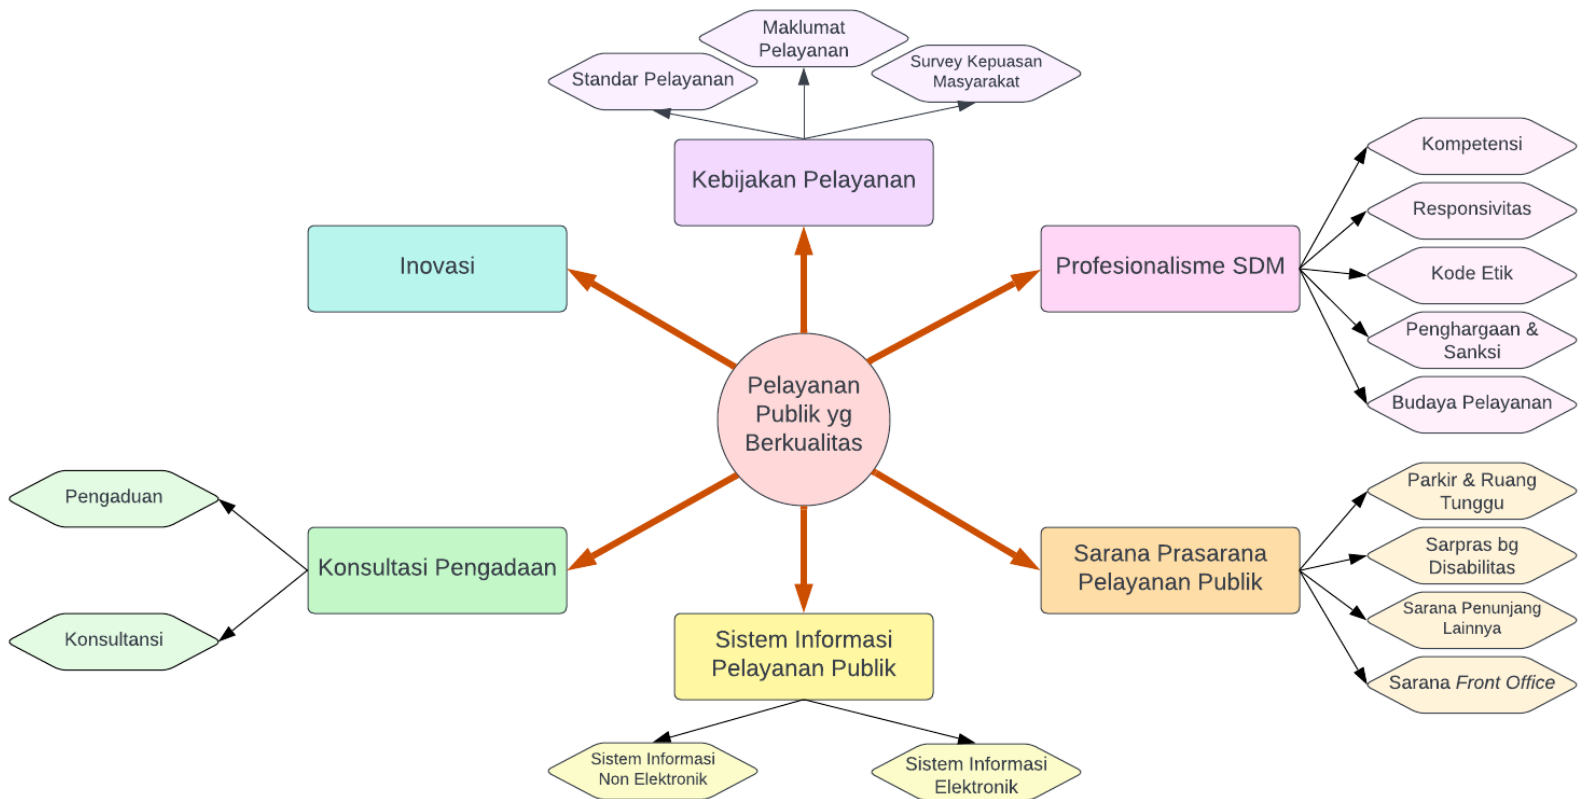 Maklumat
Pelayanan
Standar Pelayanan
Survey Kepuasan
Masyarakat
Kebijakan Pelayanan
Inovasi
Profesionalisme SDM
Kompetensi
Responsivitas
Kode Etik
Penghargaan &
Sanksi
Budaya Pelayanan
Pelayanan
Publik yg
Berkualitas
Pengaduan
Konsultansi
Konsultasi Pengadaan
Sistem Informasi
Pelayanan Publik
Sistem Informasi
Non Elektronik
Sistem Informasi
Elektronik
Sarana Prasarana
Pelayanan Publik
Parkir & Ruang
Tunggu
Sarpras bg
Disabilitas
Sarana Penunjang
Lainnya
Sarana Front Office